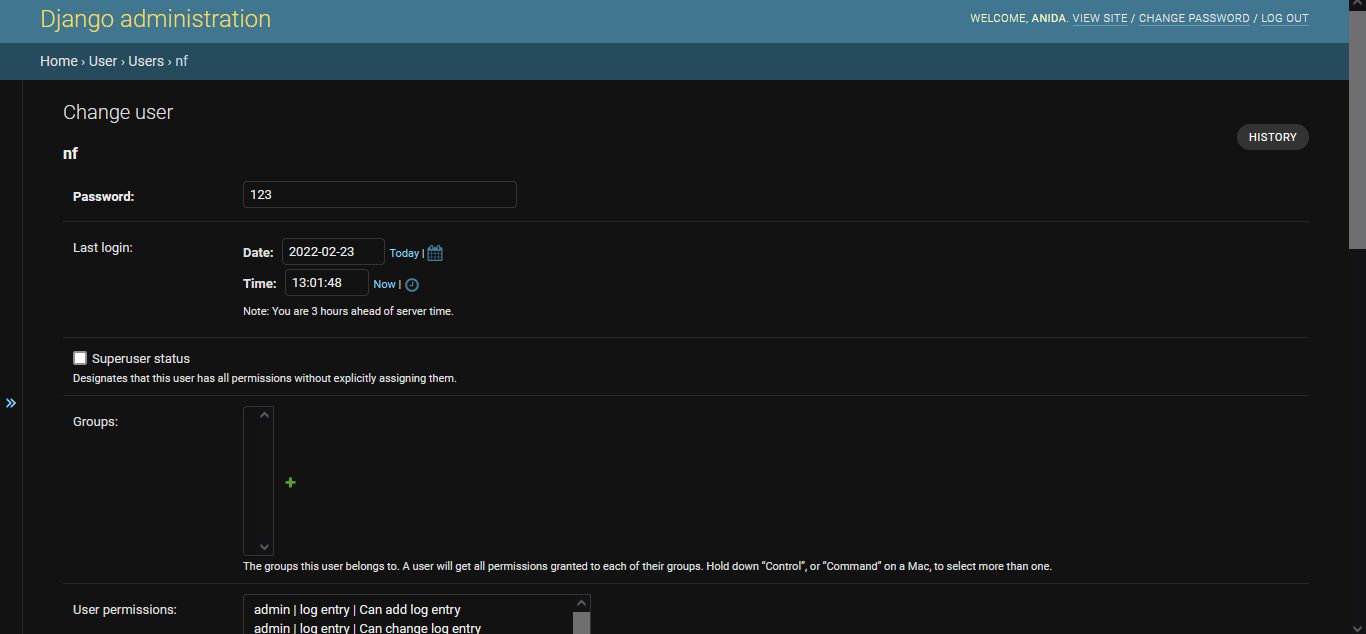 Django administration
WELCOME, ANIDA. VIEW SITE / CHANGE PASSWORD / LOG OUT
Home › User › Users › nf
Change user
HISTORY
nf
Password: 123
Last login:
Date: 2022-02-23 Today |
Time: 13:01:48 Now |
Note: You are 3 hours ahead of server time.
Superuser status
Designates that this user has all permissions without explicitly assigning them.
»
Groups:
The groups this user belongs to. A user will get all permissions granted to each of their groups. Hold down “Control”, or “Command” on a Mac, to select more than one.
User permissions:
admin | log entry | Can add log entry
admin | log entry | Can change log entry